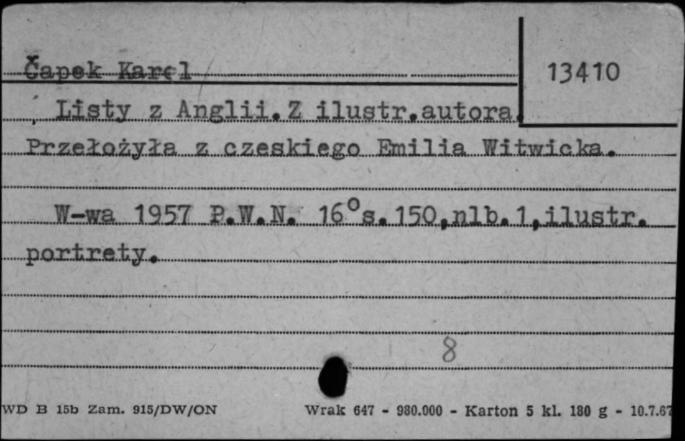 Čapek Karel
13410
Listy z Anglii. Z ilustr.autora.
Przełożyła z czeskiego Emilia Witwicka.
W-wa 1957 P.W.N. 16°s.150,nlb.1,ilustr.
portrety.
8
WD B 15b Zam. 915/DW/ON
Wrak 647 - 980.000 - Karton 5 kl. 180 g - 10.7.67